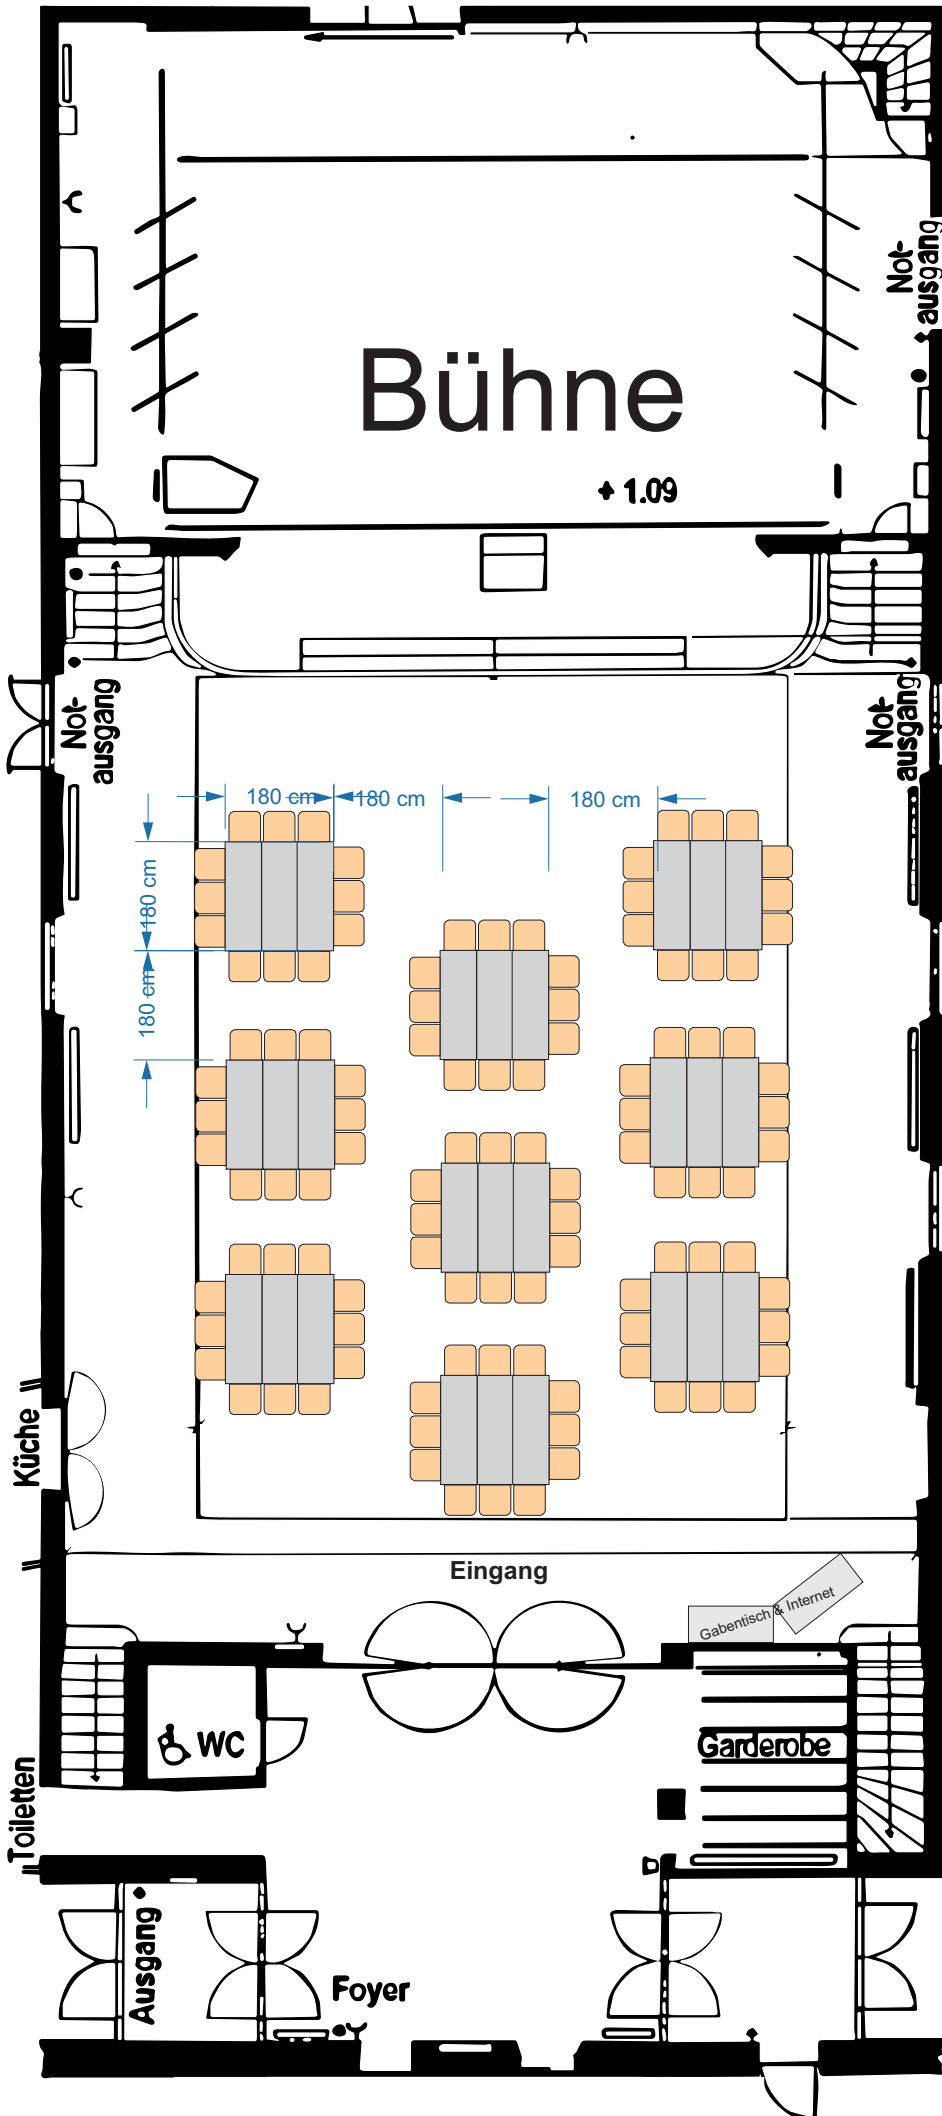 Not-
ausgang
Bühne
1.09
Not-
ausgang
Not-
ausgang
180 cm
180 cm
180 cm
180 cm
180 cm
Küche
Eingang
Gabentisch & Internet
WC
Garderobe
Toiletten
Ausgang
Foyer